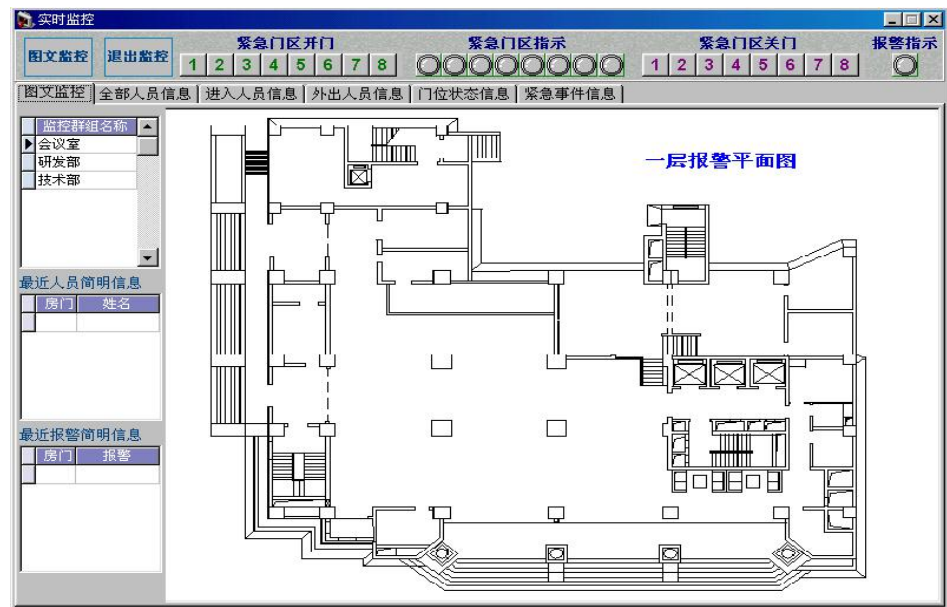 实时监控
图文监控 退出监控
紧急门区开门
1 2 3 4 5 6 7 8
紧急门区指示
紧急门区关门
1 2 3 4 5 6 7 8
报警指示
图文监控 全部人员信息 进入人员信息 外出人员信息 门位状态信息 紧急事件信息
监控群组名称
会议室
研发部
技术部
最近人员简明信息
房门 姓名
最近报警简明信息
房门 报警
一层报警平面图